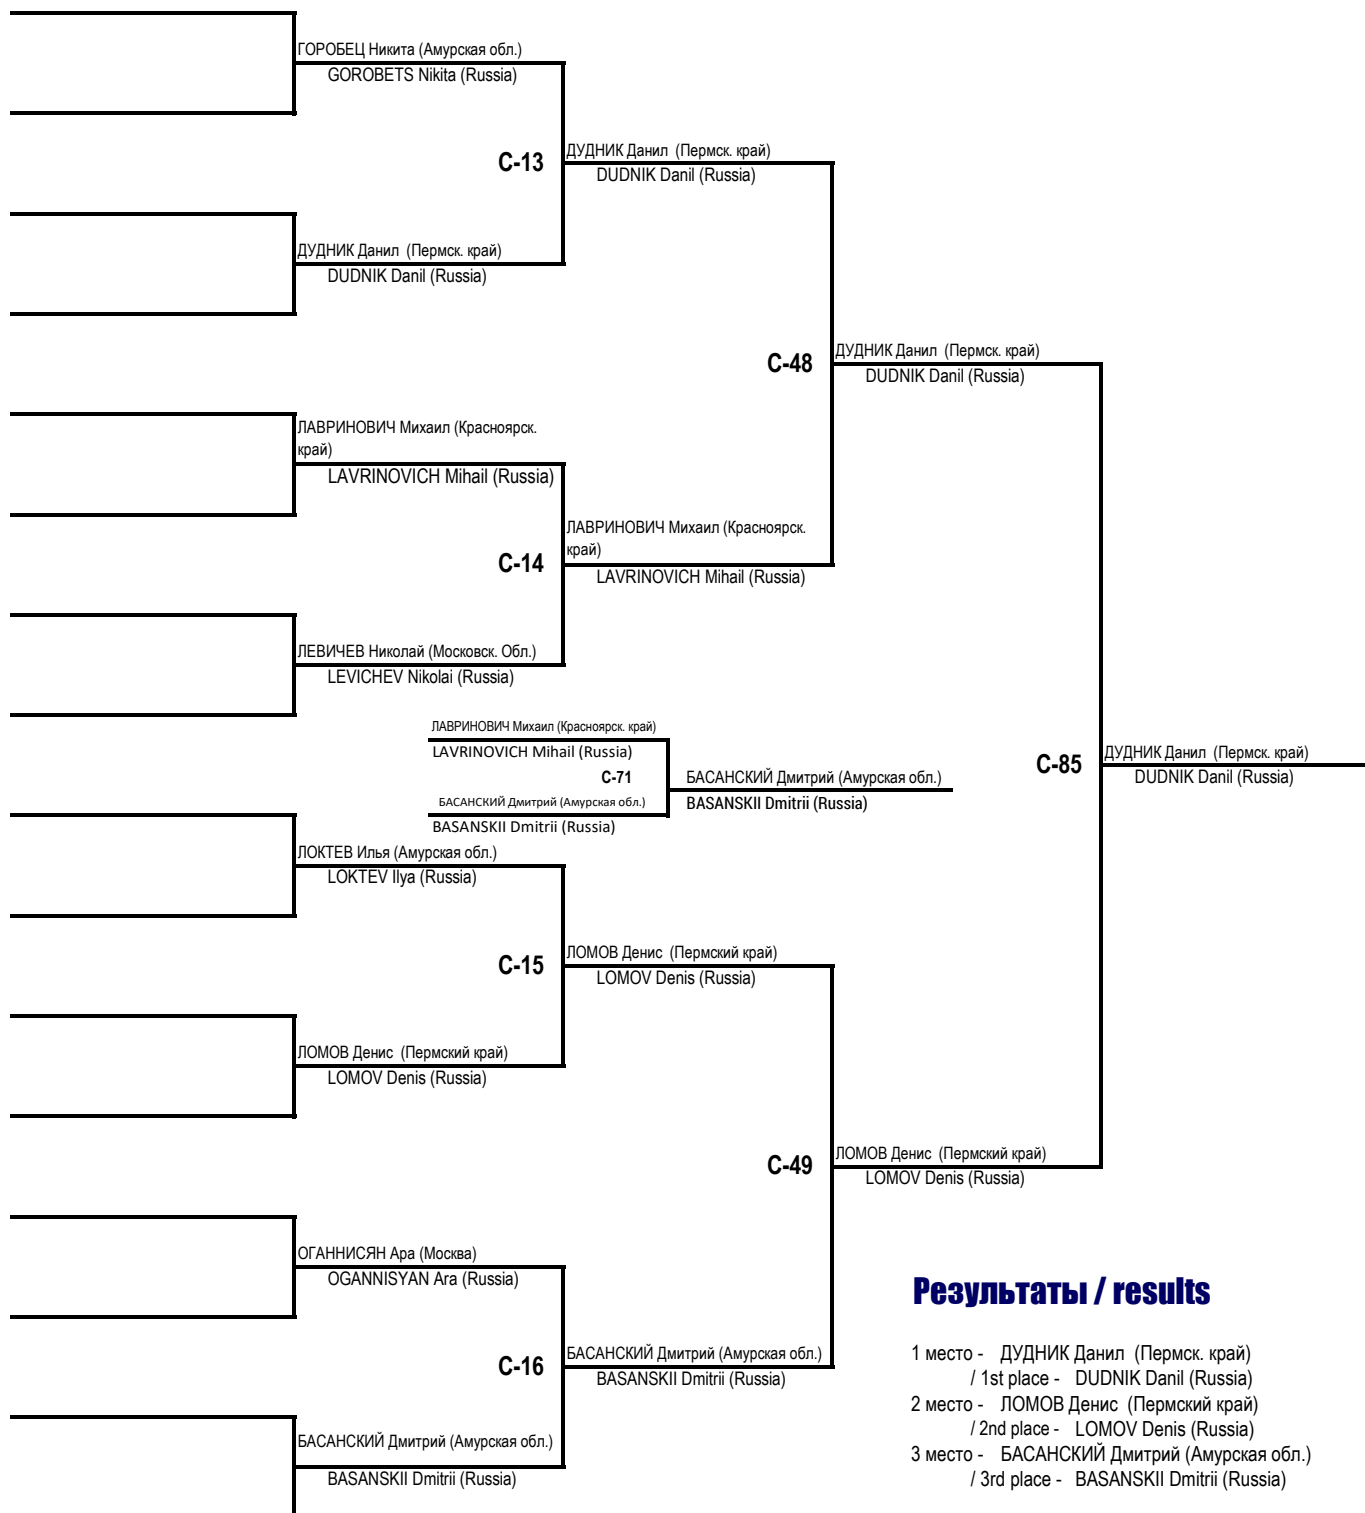 ГОРОБЕЦ Никита (Амурская обл.)
GOROBETS Nikita (Russia)
C-13
ДУДНИК Данил (Пермск. край)
DUDNIK Danil (Russia)
ДУДНИК Данил (Пермск. край)
DUDNIK Danil (Russia)
C-48
ДУДНИК Данил (Пермск. край)
DUDNIK Danil (Russia)
ЛАВРИНОВИЧ Михаил (Красноярск.
край)
LAVRINOVICH Mihail (Russia)
C-14
ЛАВРИНОВИЧ Михаил (Красноярск.
край)
LAVRINOVICH Mihail (Russia)
ЛЕВИЧЕВ Николай (Московск. Обл.)
LEVICHEV Nikolai (Russia)
ЛАВРИНОВИЧ Михаил (Красноярск. край)
LAVRINOVICH Mihail (Russia)
C-71
БАСАНСКИЙ Дмитрий (Амурская обл.)
BASANSKII Dmitrii (Russia)
БАСАНСКИЙ Дмитрий (Амурская обл.)
BASANSKII Dmitrii (Russia)
C-85
ДУДНИК Данил (Пермск. край)
DUDNIK Danil (Russia)
ЛОКТЕВ Илья (Амурская обл.)
LOKTEV Ilya (Russia)
C-15
ЛОМОВ Денис (Пермский край)
LOMOV Denis (Russia)
ЛОМОВ Денис (Пермский край)
LOMOV Denis (Russia)
C-49
ЛОМОВ Денис (Пермский край)
LOMOV Denis (Russia)
ОГАННИСЯН Ара (Москва)
OGANNISYAN Ara (Russia)
C-16
БАСАНСКИЙ Дмитрий (Амурская обл.)
BASANSKII Dmitrii (Russia)
БАСАНСКИЙ Дмитрий (Амурская обл.)
BASANSKII Dmitrii (Russia)
Результаты / results
1 место - ДУДНИК Данил (Пермск. край)
/ 1st place - DUDNIK Danil (Russia)
2 место - ЛОМОВ Денис (Пермский край)
/ 2nd place - LOMOV Denis (Russia)
3 место - БАСАНСКИЙ Дмитрий (Амурская обл.)
/ 3rd place - BASANSKII Dmitrii (Russia)